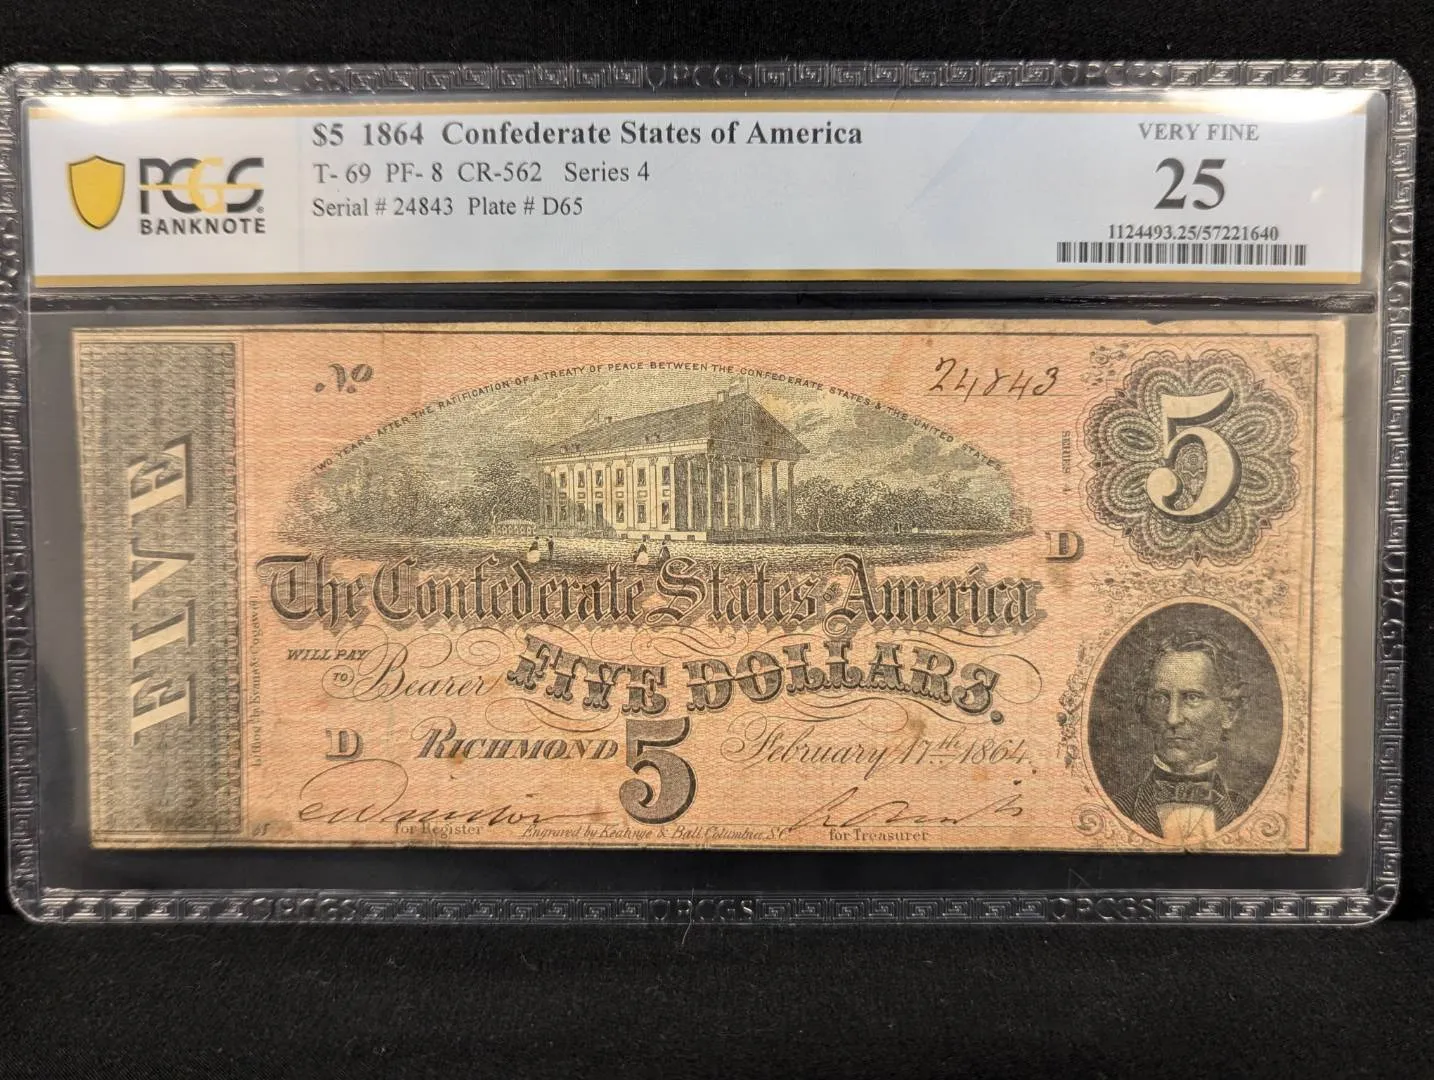 PCGS
BANKNOTE
$5 1864 Confederate States of America
T- 69 PF- 8 CR-562 Series 4
Serial # 24843 Plate # D65
VERY FINE
25
1124493.25/57221640
FIVE
No
TWO YEARS AFTER THE RATIFICATION OF A TREATY OF PEACE BETWEEN THE CONFEDERATE STATES & THE UNITED STATES
24843
SERIES 4
5
D
The Confederate States of America
WILL PAY
TO Bearer FIVE DOLLARS.
D RICHMOND 5 February 17th 1864.
65
for Register
Engraved by Keatinge & Ball Columbia, S.C.
for Treasurer